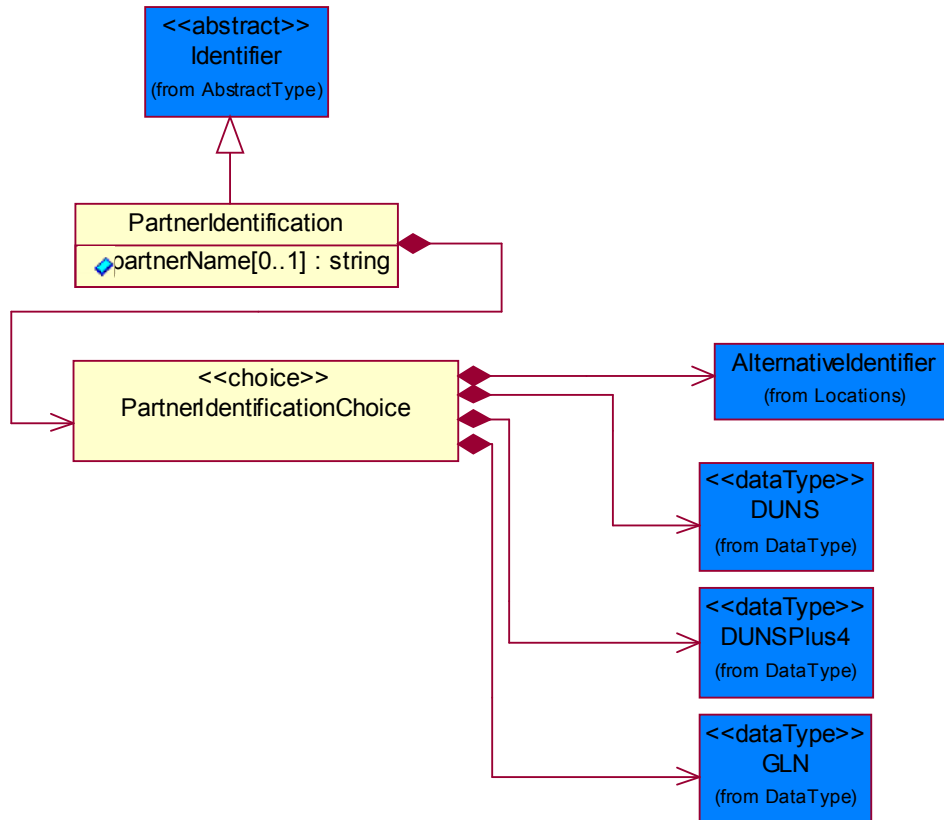 <<abstract>>
Identifier
(from AbstractType)
PartnerIdentification
partnerName[0..1] : string
<<choice>>
PartnerIdentificationChoice
AlternativeIdentifier
(from Locations)
<<dataType>>
DUNS
(from DataType)
<<dataType>>
DUNSPlus4
(from DataType)
<<dataType>>
GLN
(from DataType)